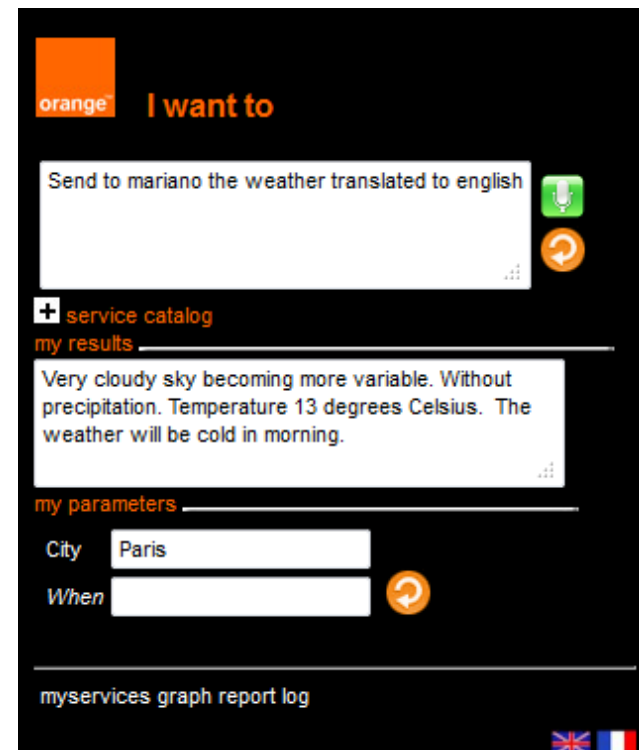 orange™
I want to
Send to mariano the weather translated to english
service catalog
my results
Very cloudy sky becoming more variable. Without
precipitation. Temperature 13 degrees Celsius.  The
weather will be cold in morning.
my parameters
City Paris
When
myservices graph report log